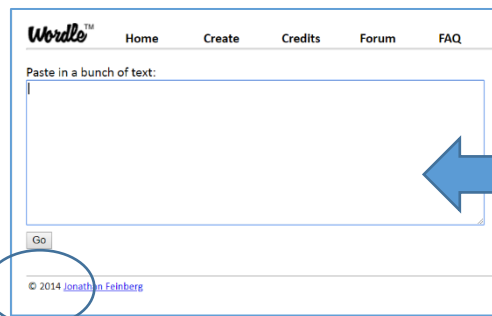 Wordle™ Home Create Credits Forum FAQ
Paste in a bunch of text:
Go
© 2014 Jonathan Feinberg